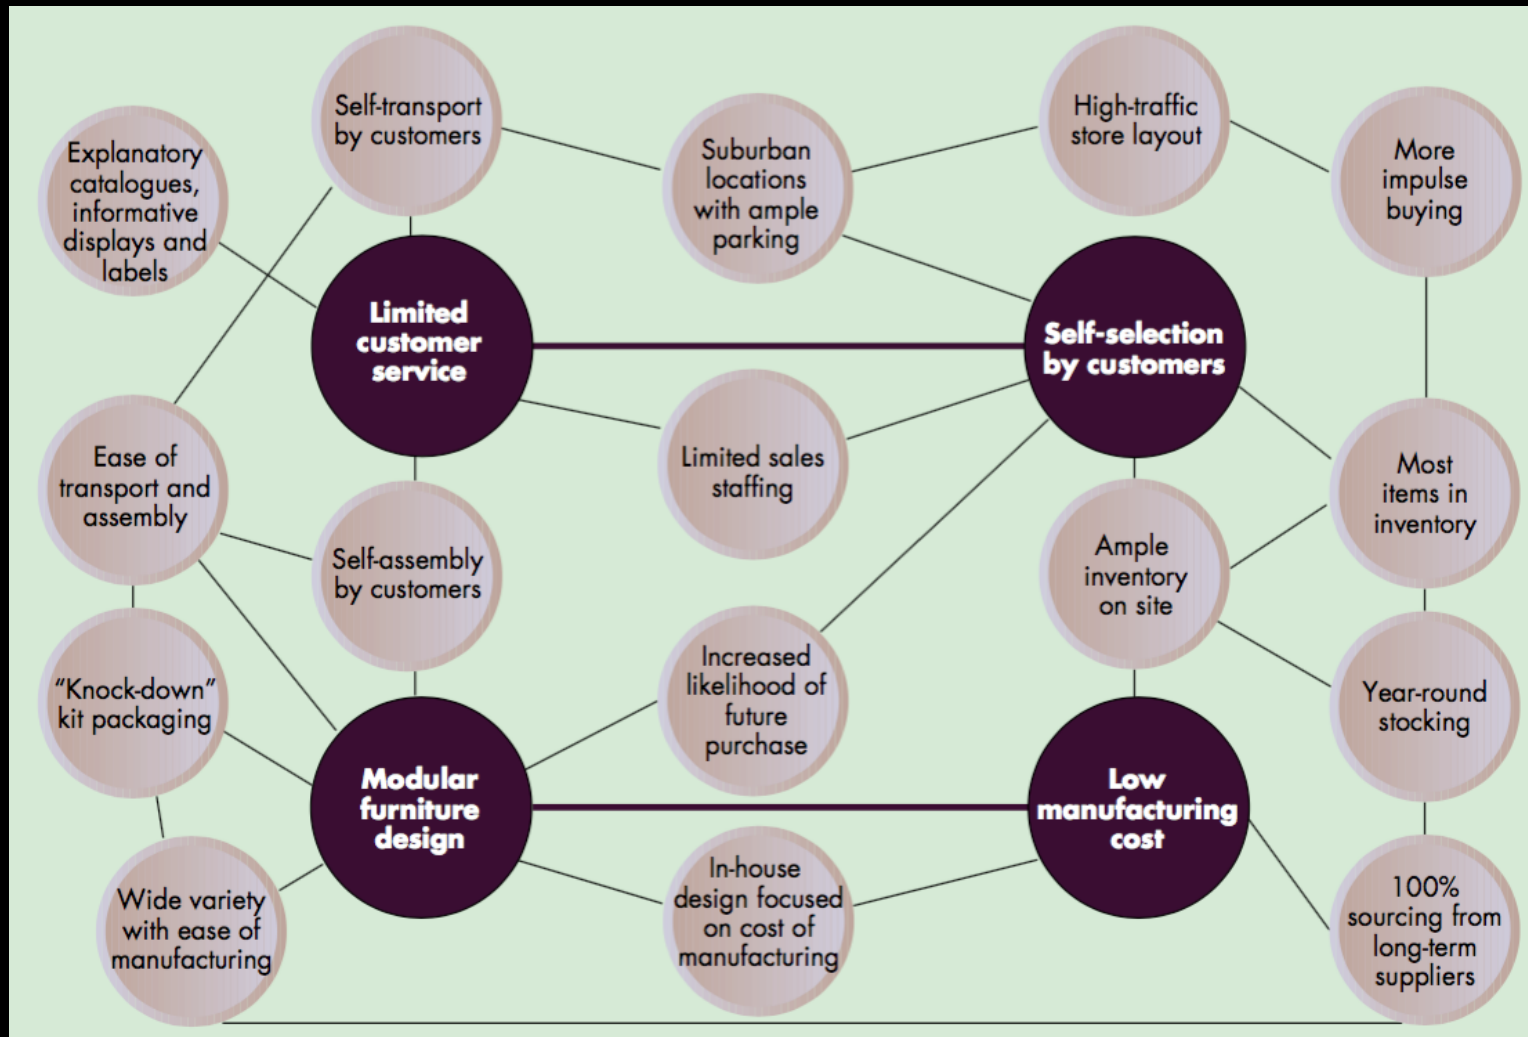 Self-transport
by customers
High-traffic
store layout
Explanatory
catalogues,
informative
displays and
labels
Suburban
locations
with ample
parking
More
impulse
buying
Limited
customer
service
Self-selection
by customers
Ease of
transport and
assembly
Limited sales
staffing
Most
items in
inventory
Self-assembly
by customers
Ample
inventory
on site
“Knock-down”
kit packaging
Increased
likelihood of
future
purchase
Year-round
stocking
Modular
furniture
design
Low
manufacturing
cost
Wide variety
with ease of
manufacturing
In-house
design focused
on cost of
manufacturing
100%
sourcing from
long-term
suppliers